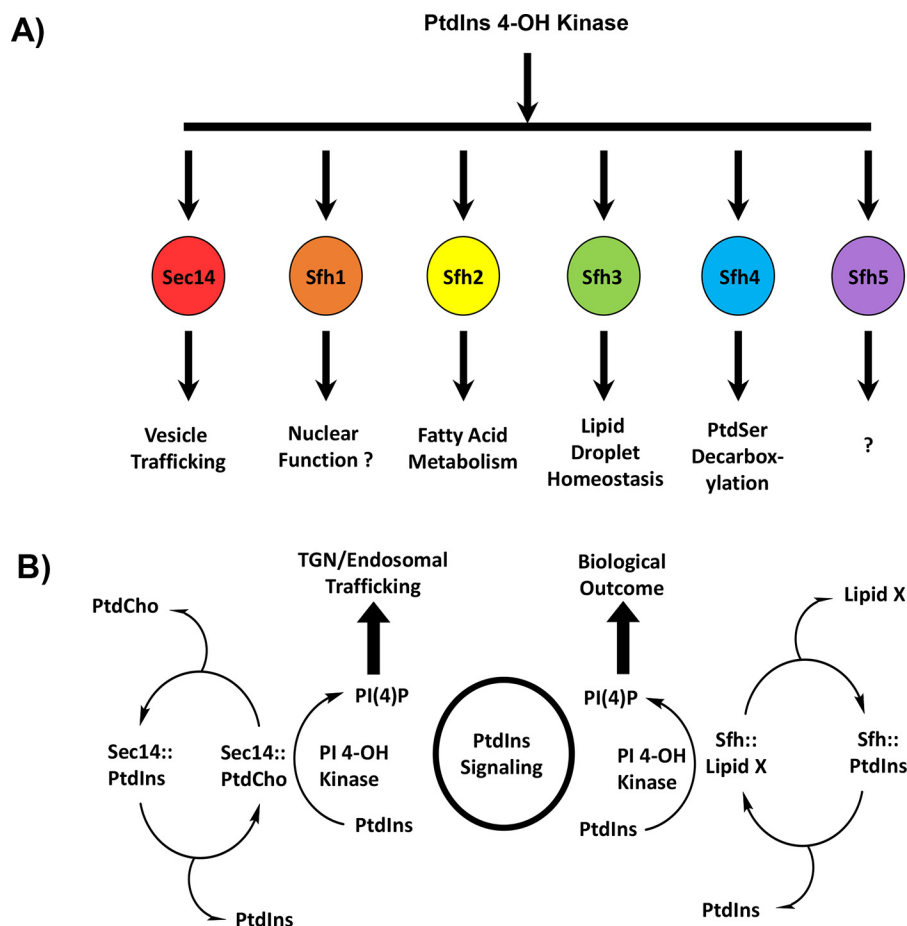 A)
PtdIns 4-OH Kinase
Sec14
Sfh1
Sfh2
Sfh3
Sfh4
Sfh5
Vesicle
Trafficking
Nuclear
Function ?
Fatty Acid
Metabolism
Lipid
Droplet
Homeostasis
PtdSer
Decarbox-
ylation
?
B)
TGN/Endosomal
Trafficking
Biological
Outcome
PtdCho
Lipid X
PI(4)P
PI(4)P
Sec14::
PtdIns
Sec14::
PtdCho
PI 4-OH
Kinase
PtdIns
Signaling
PI 4-OH
Kinase
Sfh::
Lipid X
Sfh::
PtdIns
PtdIns
PtdIns
PtdIns
PtdIns